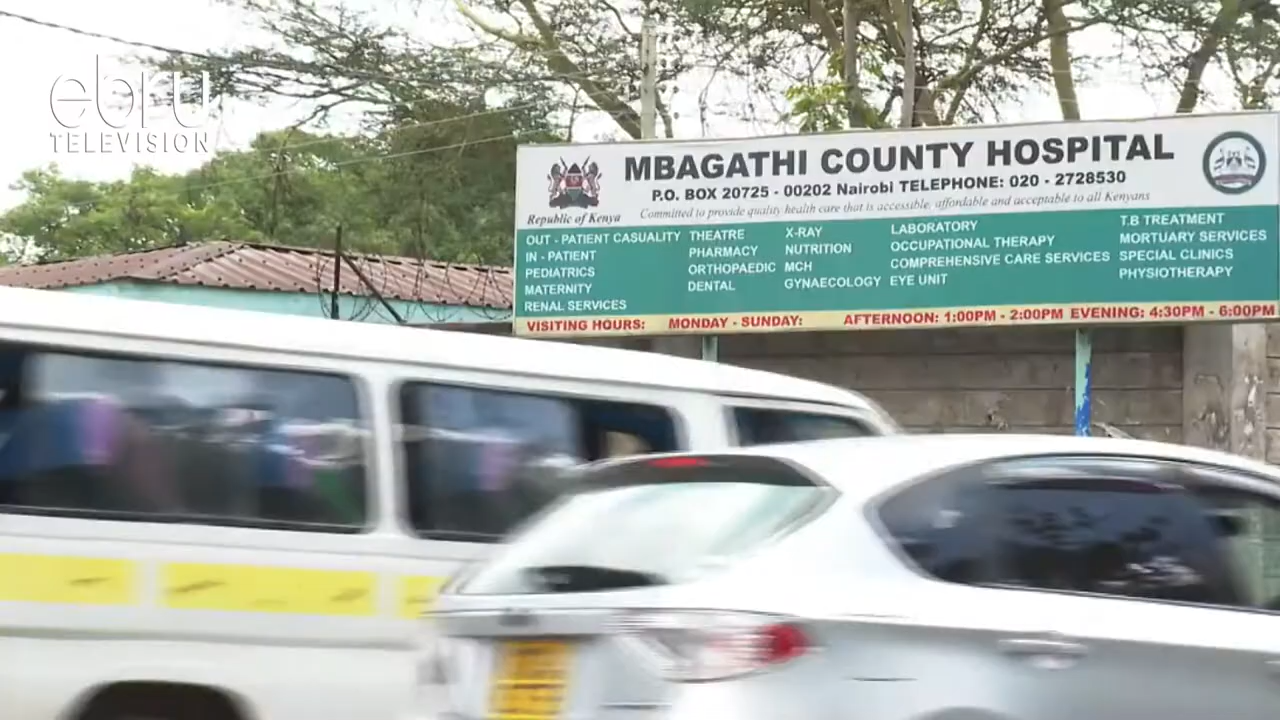 ebru
TELEVISION
MBAGATHI COUNTY HOSPITAL
P.O. BOX 20725 - 00202 Nairobi TELEPHONE: 020 - 2728530
Republic of Kenya
Committed to provide quality health care that is accessible, affordable and acceptable to all Kenyans
OUT - PATIENT CASUALITY
IN - PATIENT
PEDIATRICS
MATERNITY
RENAL SERVICES
THEATRE
PHARMACY
ORTHOPAEDIC
DENTAL
X-RAY
NUTRITION
MCH
GYNAECOLOGY
LABORATORY
OCCUPATIONAL THERAPY
COMPREHENSIVE CARE SERVICES
EYE UNIT
T.B TREATMENT
MORTUARY SERVICES
SPECIAL CLINICS
PHYSIOTHERAPY
VISITING HOURS: MONDAY - SUNDAY: AFTERNOON: 1:00PM - 2:00PM EVENING: 4:30PM - 6:00PM